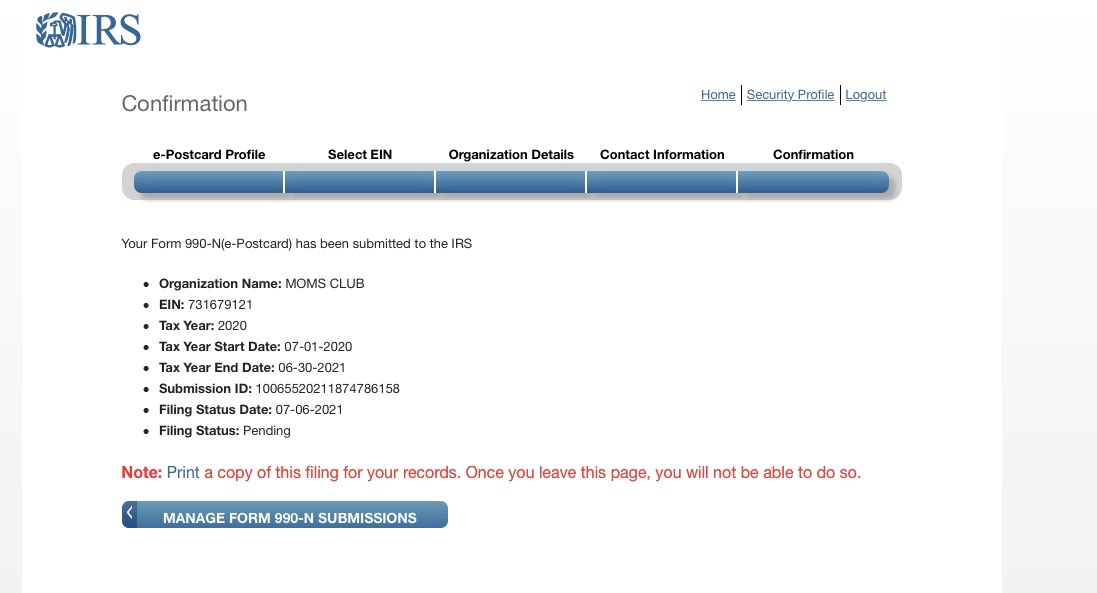 IRS
Home Security Profile Logout
Confirmation
e-Postcard Profile Select EIN Organization Details Contact Information Confirmation
Your Form 990-N(e-Postcard) has been submitted to the IRS
• Organization Name: MOMS CLUB
• EIN: 731679121
• Tax Year: 2020
• Tax Year Start Date: 07-01-2020
• Tax Year End Date: 06-30-2021
• Submission ID: 10065520211874786158
• Filing Status Date: 07-06-2021
• Filing Status: Pending
Note: Print a copy of this filing for your records. Once you leave this page, you will not be able to do so.
MANAGE FORM 990-N SUBMISSIONS